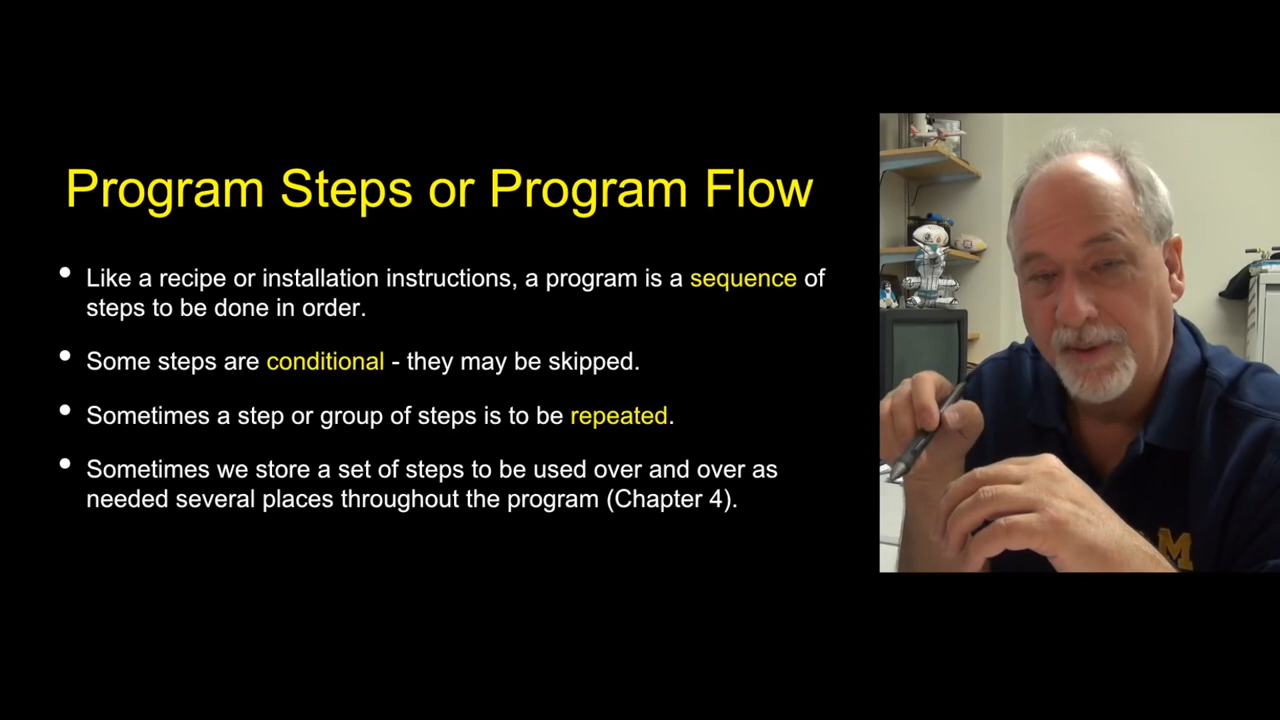 Program Steps or Program Flow
• Like a recipe or installation instructions, a program is a sequence of
steps to be done in order.
• Some steps are conditional - they may be skipped.
• Sometimes a step or group of steps is to be repeated.
• Sometimes we store a set of steps to be used over and over as
needed several places throughout the program (Chapter 4).
M